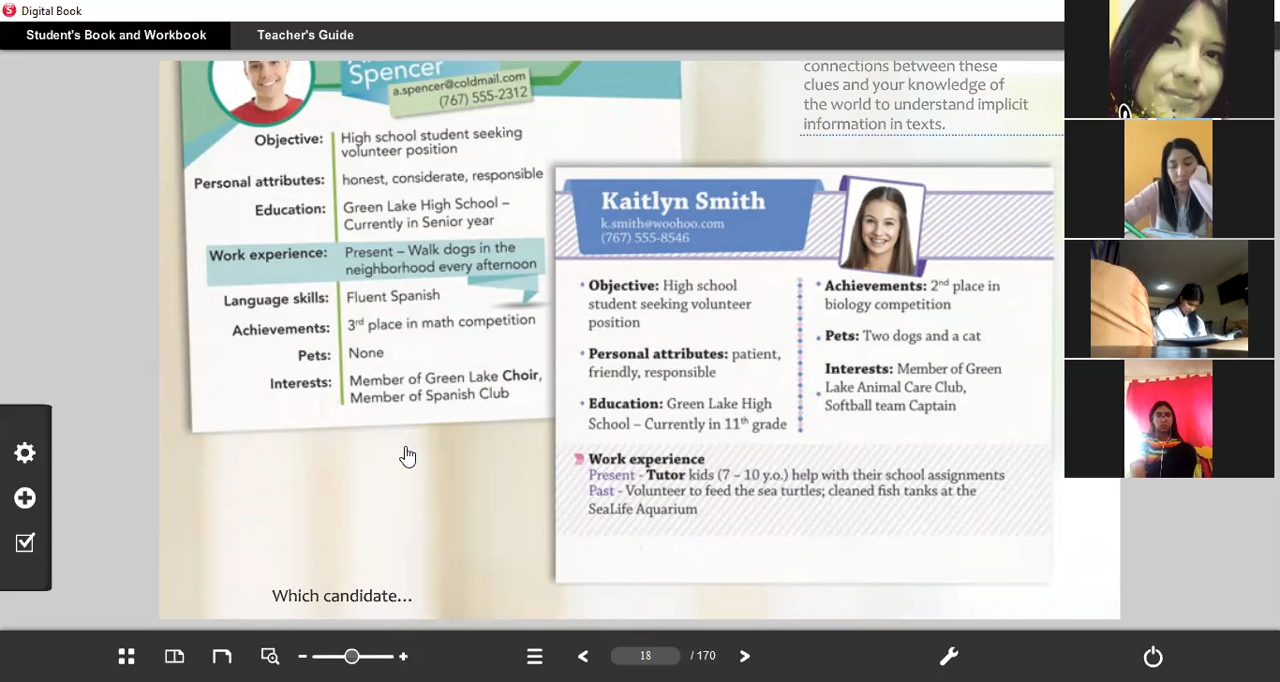 Digital Book
Student's Book and Workbook
Teacher's Guide
connections between these
clues and your knowledge of
the world to understand implicit
information in texts.
Spencer
a.spencer@coldmail.com
(767) 555-2312
Objective: High school student seeking
volunteer position
Personal attributes: honest, considerate, responsible
Education: Green Lake High School –
Currently in Senior year
Work experience: Present – Walk dogs in the
neighborhood every afternoon
Language skills: Fluent Spanish
Achievements: 3rd place in math competition
Pets: None
Interests: Member of Green Lake Choir,
Member of Spanish Club
Kaitlyn Smith
k.smith@woohoo.com
(767) 555-8546
• Objective: High school
student seeking volunteer
position
• Personal attributes: patient,
friendly, responsible
• Education: Green Lake High
School – Currently in 11th grade
• Achievements: 2nd place in
biology competition
• Pets: Two dogs and a cat
• Interests: Member of Green
Lake Animal Care Club,
Softball team Captain
Work experience
Present - Tutor kids (7 – 10 y.o.) help with their school assignments
Past - Volunteer to feed the sea turtles; cleaned fish tanks at the
SeaLife Aquarium
Which candidate...
18 / 170